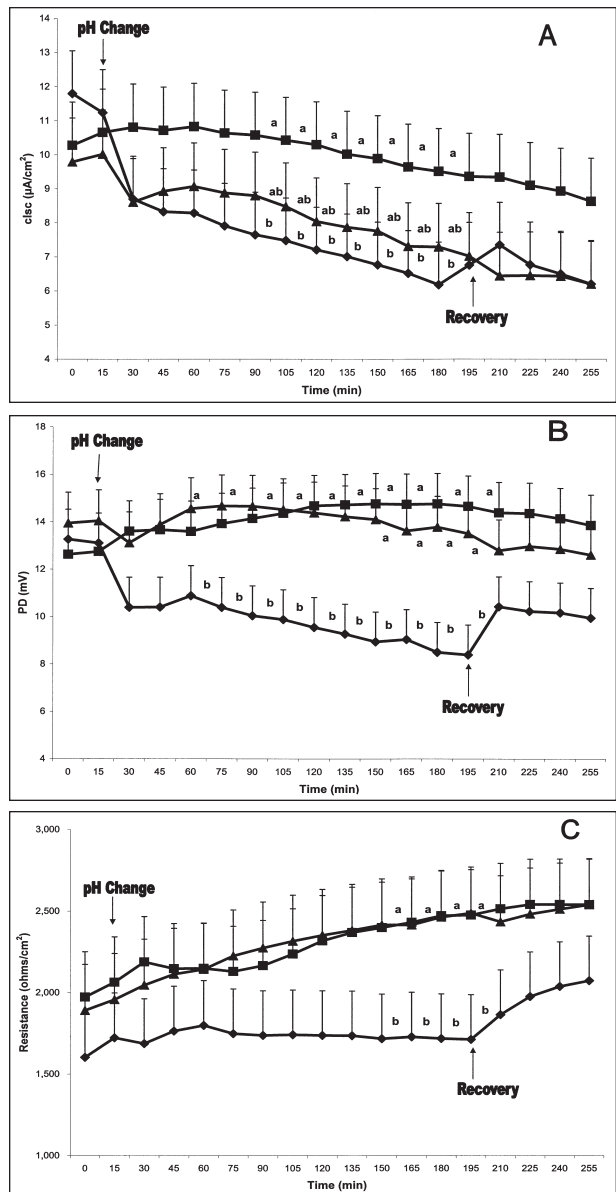 A
pH Change
14
13
12
11
10
9
8
7
6
5
4
cIsc (µA/cm²)
a a a a a a a
ab ab ab ab ab ab ab
b b b b b b b
Recovery
0 15 30 45 60 75 90 105 120 135 150 165 180 195 210 225 240 255
Time (min)
B
pH Change
18
16
14
12
10
8
6
4
PD (mV)
a a a a a a a a a a
a a a a
b b b b b b b b b b
Recovery
0 15 30 45 60 75 90 105 120 135 150 165 180 195 210 225 240 255
Time (min)
C
pH Change
3,000
2,500
2,000
1,500
1,000
Resistance (ohms/cm²)
a a a a
b b b b
Recovery
0 15 30 45 60 75 90 105 120 135 150 165 180 195 210 225 240 255
Time (min)